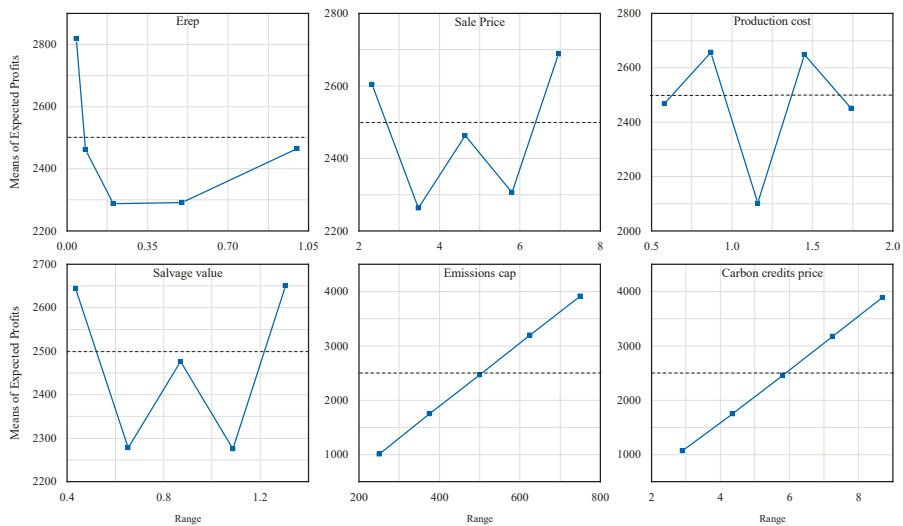 Erep
Means of Expected Profits
2800
2600
2400
2200
0.00 0.35 0.70 1.05
Sale Price
2800
2600
2400
2200
2 4 6 8
Production cost
2800
2600
2400
2200
2000
0.5 1.0 1.5 2.0
Salvage value
Means of Expected Profits
2700
2600
2500
2400
2300
2200
0.4 0.8 1.2
Range
Emissions cap
4000
3000
2000
1000
200 400 600 800
Range
Carbon credits price
4000
3000
2000
1000
2 4 6 8
Range